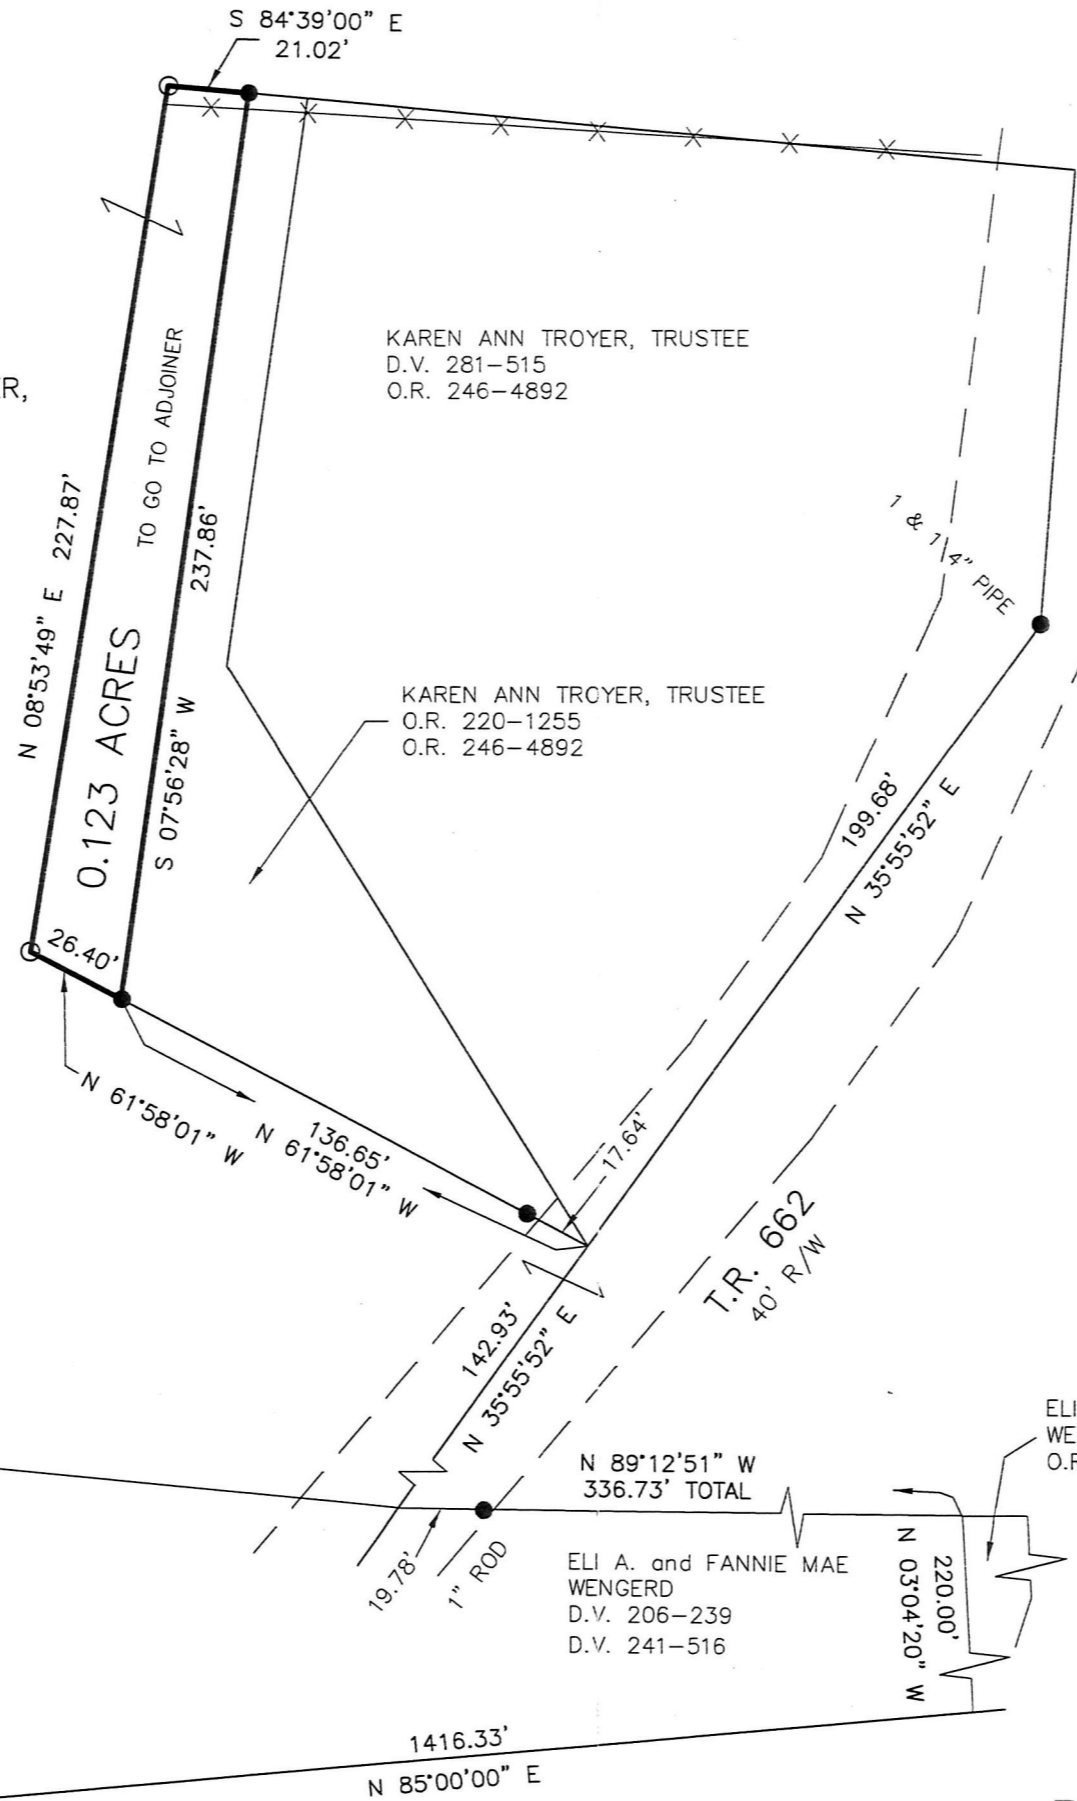 S 84°39'00" E
21.02'
KAREN ANN TROYER, TRUSTEE
D.V. 281-515
O.R. 246-4892
TO GO TO ADJOINER
N 08°53'49" E 227.87'
237.86'
0.123 ACRES
S 07°56'28" W
1 & 1/4" PIPE
KAREN ANN TROYER, TRUSTEE
O.R. 220-1255
O.R. 246-4892
199.68'
N 35°55'52" E
26.40'
N 61°58'01" W
136.65'
N 61°58'01" W
17.64'
T.R. 662
40' R/W
142.93'
N 35°55'52" E
ELI
N 89°12'51" W
336.73' TOTAL
19.78'
1" ROD
ELI A. and FANNIE MAE
WENGERD
D.V. 206-239
D.V. 241-516
220.00'
N 03°04'20" W
1416.33'
N 85°00'00" E